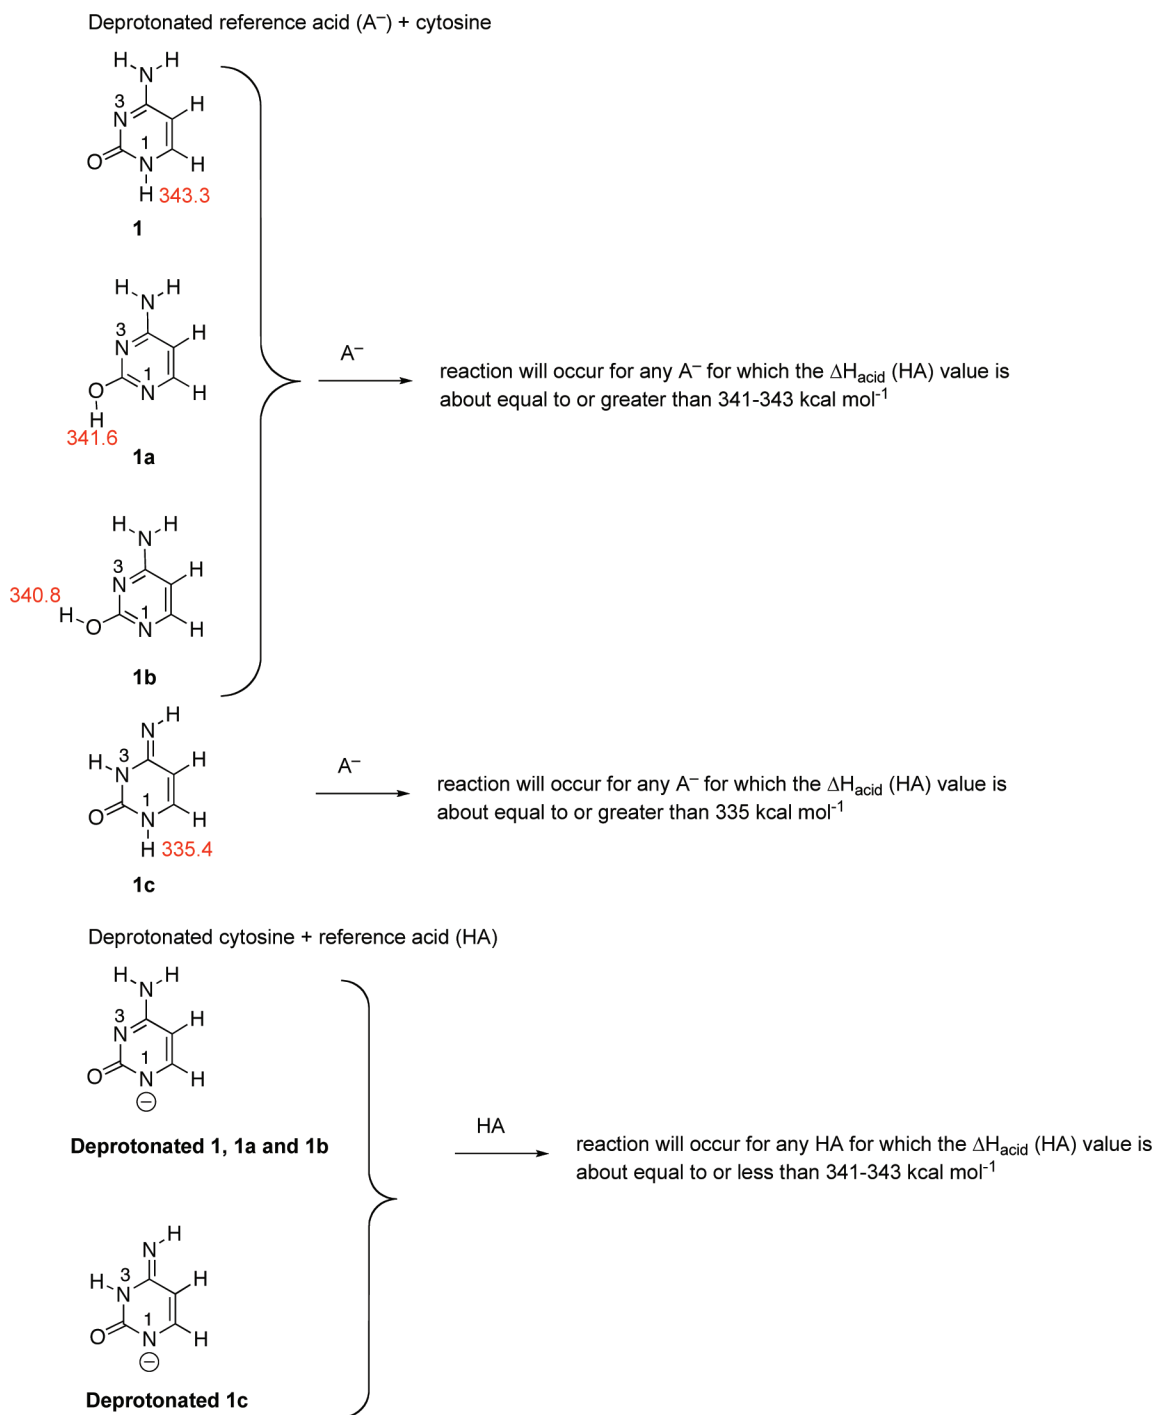 Deprotonated reference acid (A⁻) + cytosine
H H
N
3
H
N
1
O
N
H
H 343.3
1
H H
N
3
H
N
1
O
N
H
H
341.6
1a
A⁻
reaction will occur for any A⁻ for which the ΔHacid (HA) value is
about equal to or greater than 341-343 kcal mol⁻¹
H H
N
3
H
N
340.8
H
1
O
N
H
1b
H
N
3
H
H
N
1
O
N
H
H 335.4
1c
A⁻
reaction will occur for any A⁻ for which the ΔHacid (HA) value is
about equal to or greater than 335 kcal mol⁻¹
Deprotonated cytosine + reference acid (HA)
H H
N
3
H
N
1
O
N
H
⊖
Deprotonated 1, 1a and 1b
HA
reaction will occur for any HA for which the ΔHacid (HA) value is
about equal to or less than 341-343 kcal mol⁻¹
H
N
3
H
H
N
1
O
N
H
⊖
Deprotonated 1c